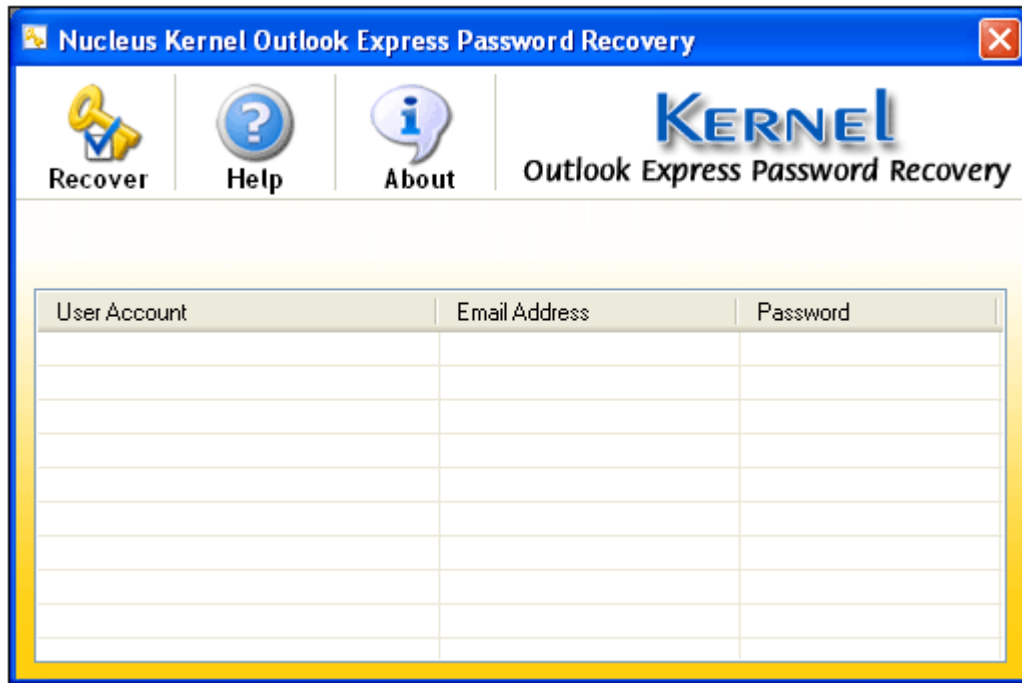 Nucleus Kernel Outlook Express Password Recovery
Recover Help About
KERNEl
Outlook Express Password Recovery
User Account Email Address Password